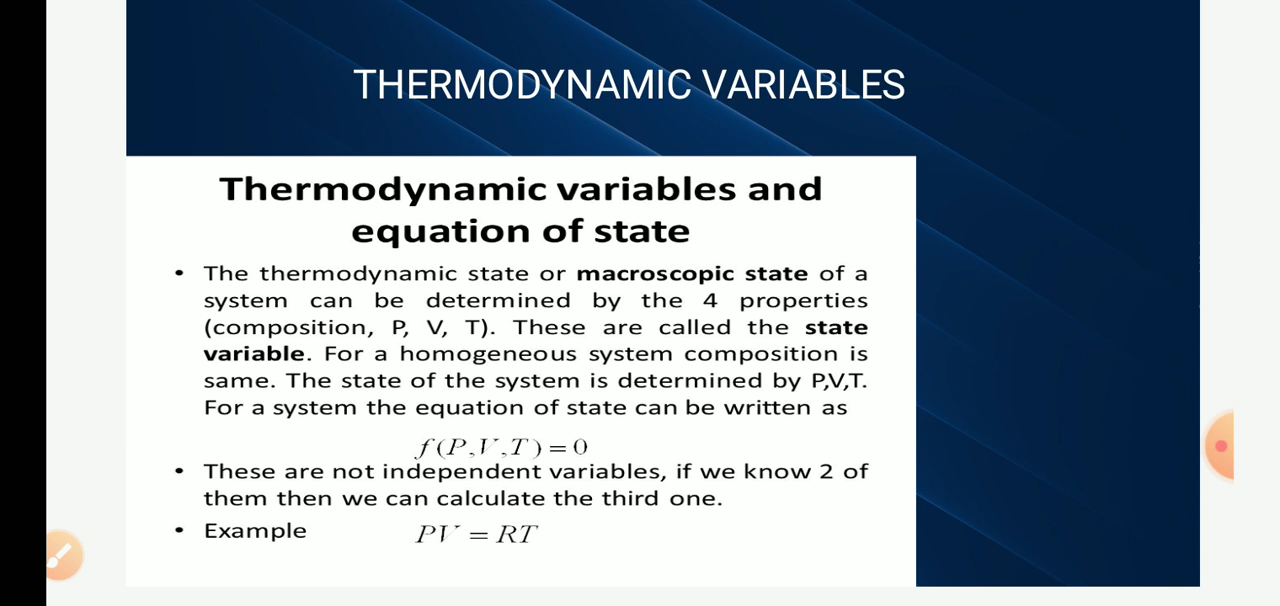 THERMODYNAMIC VARIABLES
Thermodynamic variables and
equation of state
• The thermodynamic state or macroscopic state of a
system can be determined by the 4 properties
(composition, P, V, T). These are called the state
variable. For a homogeneous system composition is
same. The state of the system is determined by P,V,T.
For a system the equation of state can be written as
f(P,V,T)=0
• These are not independent variables, if we know 2 of
them then we can calculate the third one.
• Example PV = RT